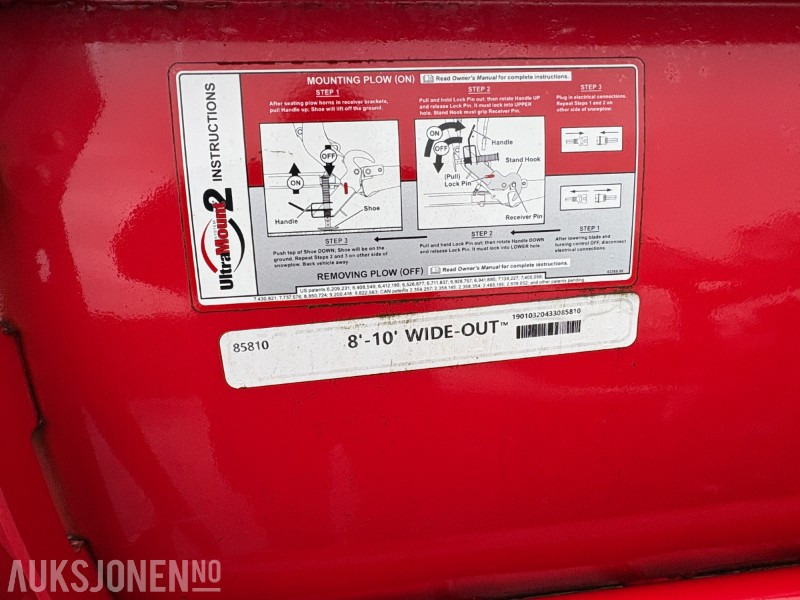 UltraMount 2 INSTRUCTIONS
MOUNTING PLOW (ON) Read Owner's Manual for complete instructions.
STEP 1
After seating plow horns in receiver brackets,
pull Handle up; Shoe will lift off the ground.
STEP 2
Pull and hold Lock Pin out; then rotate Handle UP
and release Lock Pin. It must lock into UPPER
hole. Stand Hook must grip Receiver Pin.
STEP 3
Plug in electrical connections.
Repeat Steps 1 and 2 on
other side of snowplow.
ON
OFF
Handle
Shoe
ON
OFF
Handle
Stand Hook
(Pull)
Lock Pin
Receiver Pin
STEP 3
Push top of Shoe DOWN; Shoe will be on the
ground. Repeat Steps 2 and 3 on other side of
snowplow. Back vehicle away
STEP 2
Pull and hold Lock Pin out; then rotate Handle DOWN
and release Lock Pin. It must lock into LOWER hole.
STEP 1
After lowering blade and
turning control OFF, disconnect
electrical connections.
REMOVING PLOW (OFF) Read Owner's Manual for complete instructions.
85810
8'-10' WIDE-OUT™
19010320433085810
AUKSJONEN.NO